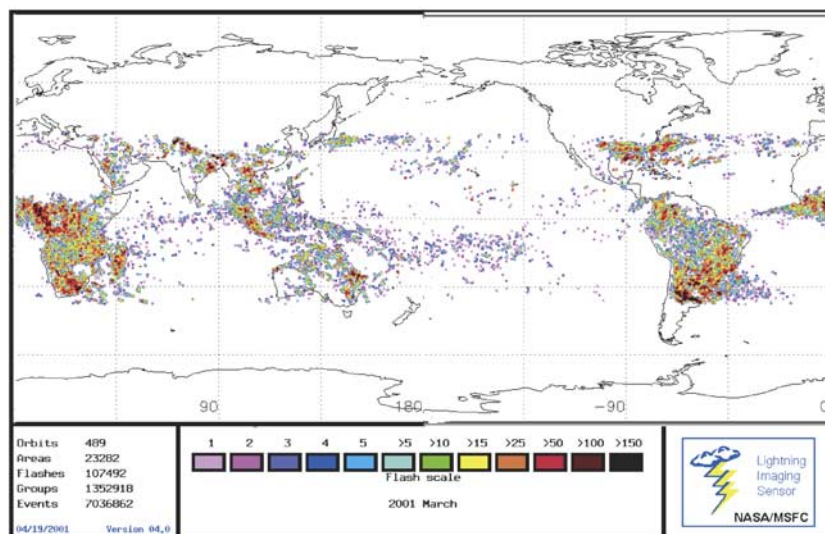 90 180 -90 0
Orbits 489
Areas 23282
Flashes 107492
Groups 1352918
Events 7036862
04/19/2001 Version 04.0
1 2 3 4 5 >5 >10 >15 >25 >50 >100 >150
Flash scale
2001 March
Lightning
Imaging
Sensor
NASA/MSFC